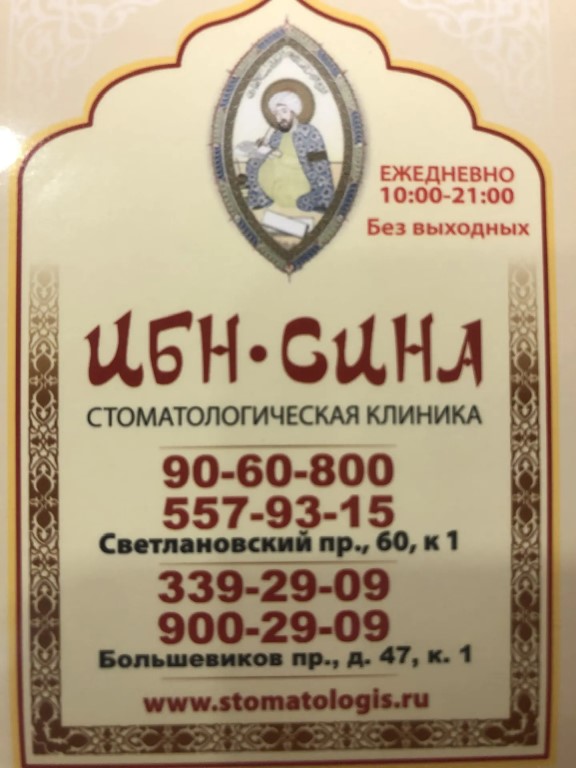 ЕЖЕДНЕВНО
10:00-21:00
Без выходных
ИБН•СИНА
СТОМАТОЛОГИЧЕСКАЯ КЛИНИКА
90-60-800
557-93-15
Светлановский пр., 60, к 1
339-29-09
900-29-09
Большевиков пр., д. 47, к. 1
www.stomatologis.ru